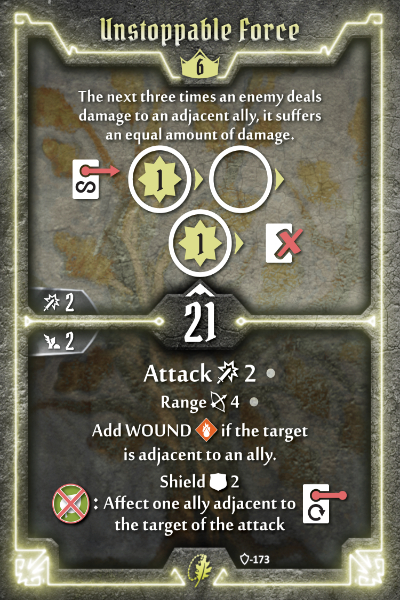 Unstoppable Force
6
The next three times an enemy deals
damage to an adjacent ally, it suffers
an equal amount of damage.
S
1
1
2
21
2
Attack 2
Range 4
Add WOUND if the target
is adjacent to an ally.
Shield 2
: Affect one ally adjacent to
the target of the attack
-173